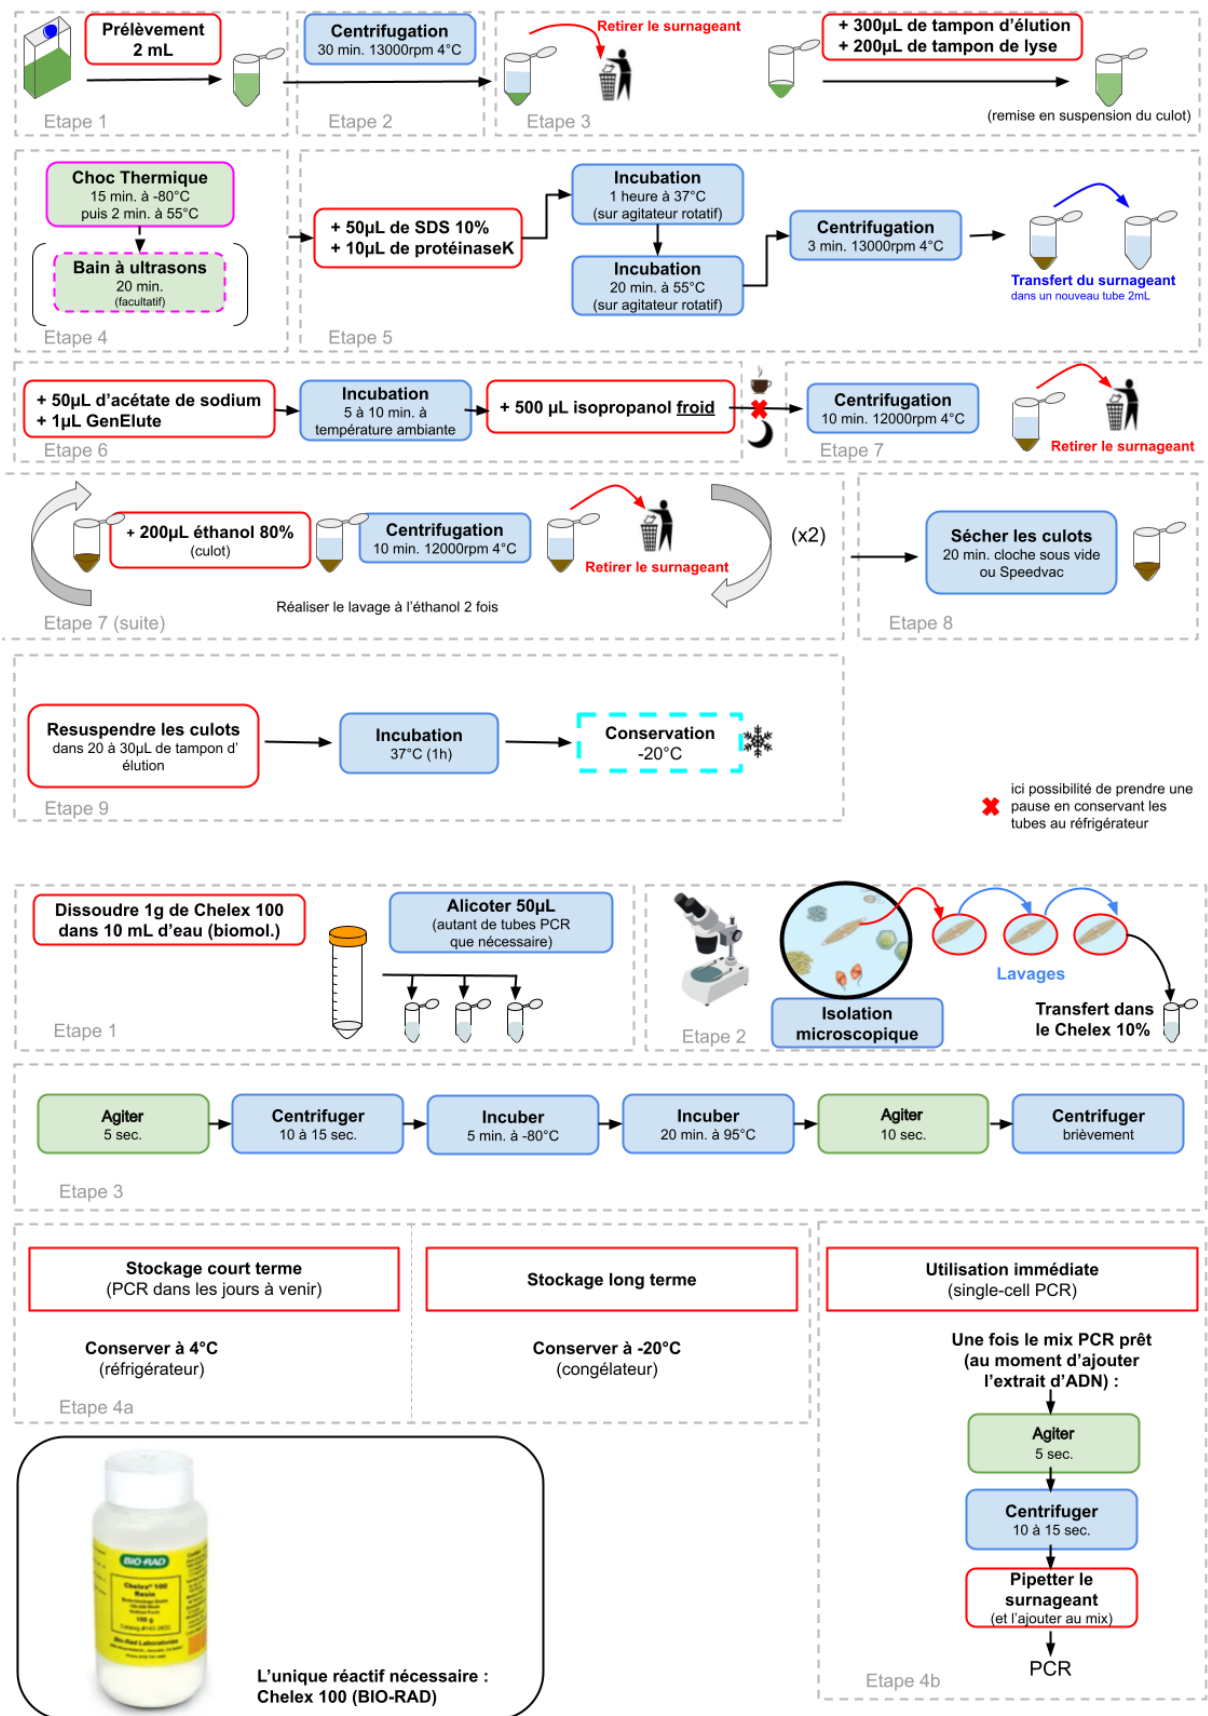 Prélèvement
2 mL
Etape 1
Centrifugation
30 min. 13000rpm 4°C
Etape 2
Retirer le surnageant
+ 300µL de tampon d'élution
+ 200µL de tampon de lyse
(remise en suspension du culot)
Etape 3
Choc Thermique
15 min. à -80°C
puis 2 min. à 55°C
Bain à ultrasons
20 min.
(facultatif)
Etape 4
+ 50µL de SDS 10%
+ 10µL de protéinaseK
Incubation
1 heure à 37°C
(sur agitateur rotatif)
Incubation
20 min. à 55°C
(sur agitateur rotatif)
Centrifugation
3 min. 13000rpm 4°C
Transfert du surnageant
dans un nouveau tube 2mL
Etape 5
+ 50µL d'acétate de sodium
+ 1µL GenElute
Incubation
5 à 10 min. à
température ambiante
+ 500 µL isopropanol froid
Etape 6
Centrifugation
10 min. 12000rpm 4°C
Retirer le surnageant
Etape 7
+ 200µL éthanol 80%
(culot)
Centrifugation
10 min. 12000rpm 4°C
Retirer le surnageant
(x2)
Réaliser le lavage à l'éthanol 2 fois
Etape 7 (suite)
Sécher les culots
20 min. cloche sous vide
ou Speedvac
Etape 8
Resuspendre les culots
dans 20 à 30µL de tampon d'
élution
Incubation
37°C (1h)
Conservation
-20°C
Etape 9
ici possibilité de prendre une
pause en conservant les
tubes au réfrigérateur
Dissoudre 1g de Chelex 100
dans 10 mL d'eau (biomol.)
Alicoter 50µL
(autant de tubes PCR
que nécessaire)
Etape 1
Isolation
microscopique
Lavages
Transfert dans
le Chelex 10%
Etape 2
Agiter
5 sec.
Centrifuger
10 à 15 sec.
Incuber
5 min. à -80°C
Incuber
20 min. à 95°C
Agiter
10 sec.
Centrifuger
brièvement
Etape 3
Stockage court terme
(PCR dans les jours à venir)
Conserver à 4°C
(réfrigérateur)
Stockage long terme
Conserver à -20°C
(congélateur)
Etape 4a
Utilisation immédiate
(single-cell PCR)
Une fois le mix PCR prêt
(au moment d'ajouter
l'extrait d'ADN) :
Agiter
5 sec.
Centrifuger
10 à 15 sec.
Pipetter le
surnageant
(et l'ajouter au mix)
PCR
Etape 4b
BIO-RAD
Chelex® 100
Resin
100 g
Bio-Rad Laboratories
L'unique réactif nécessaire :
Chelex 100 (BIO-RAD)